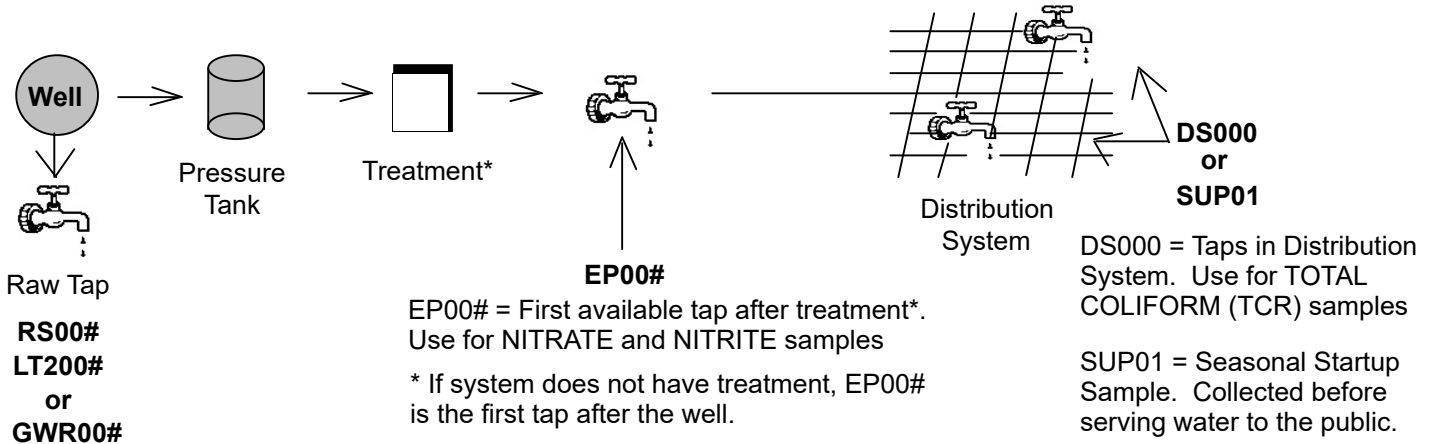 Well
Pressure
Tank
Treatment*
Raw Tap
RS00#
LT200#
or
GWR00#
EP00#
EP00# = First available tap after treatment*.
Use for NITRATE and NITRITE samples
* If system does not have treatment, EP00#
is the first tap after the well.
Distribution
System
DS000
or
SUP01
DS000 = Taps in Distribution
System. Use for TOTAL
COLIFORM (TCR) samples
SUP01 = Seasonal Startup
Sample. Collected before
serving water to the public.